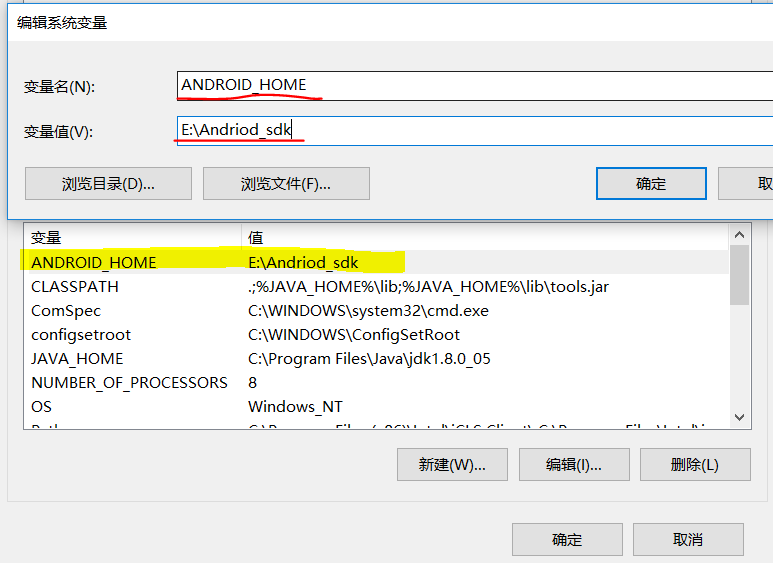 编辑系统变量
变量名(N):
ANDROID_HOME
变量值(V):
E:\Andriod_sdk
浏览目录(D)...
浏览文件(F)...
确定
取
变量 值
ANDROID_HOME E:\Andriod_sdk
CLASSPATH .;%JAVA_HOME%\lib;%JAVA_HOME%\lib\tools.jar
ComSpec C:\WINDOWS\system32\cmd.exe
configsetroot C:\WINDOWS\ConfigSetRoot
JAVA_HOME C:\Program Files\Java\jdk1.8.0_05
NUMBER_OF_PROCESSORS 8
OS Windows_NT
新建(W)...
编辑(I)...
删除(L)
确定
取消